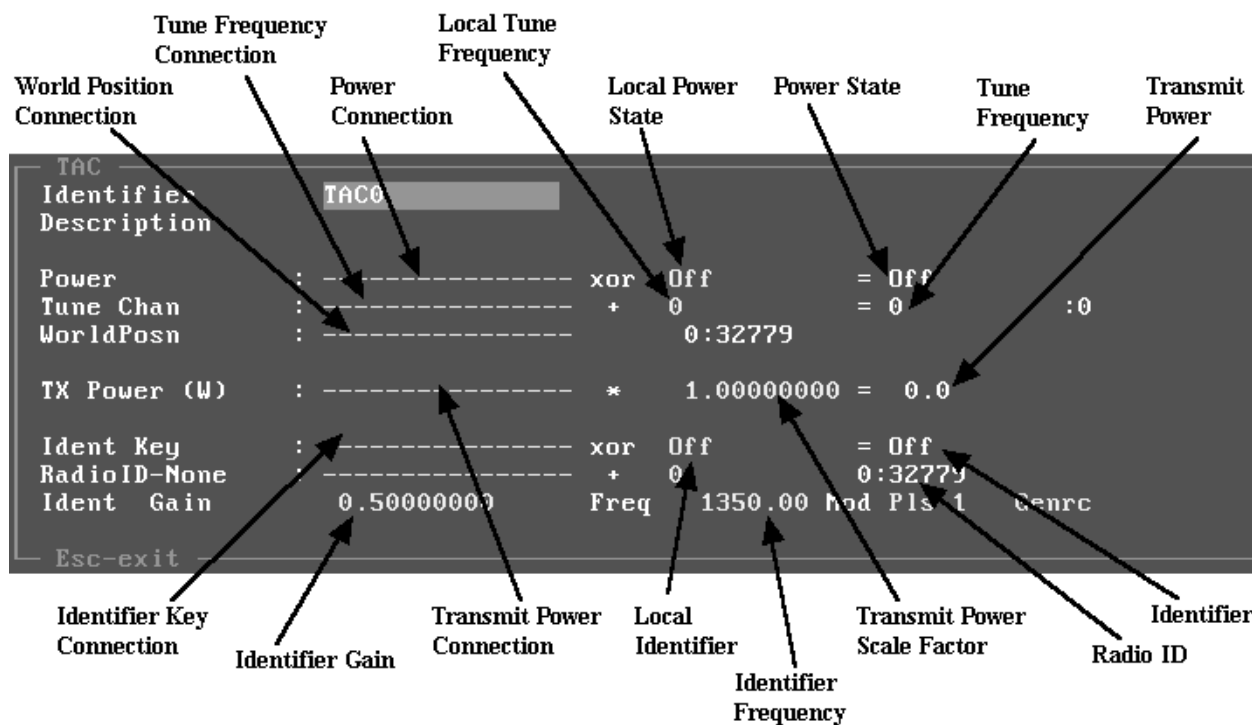 Tune Frequency
Connection
Local Tune
Frequency
World Position
Connection
Power
Connection
Local Power
State
Power State
Tune
Frequency
Transmit
Power
TAC
Identifier TAC0
Description
Power : --------------- xor Off = Off
Tune Chan : --------------- + 0 = 0 :0
WorldPosn : --------------- 0:32779
TX Power (W) : --------------- * 1.00000000 = 0.0
Ident Key : --------------- xor Off = Off
RadioID-None : --------------- + 0 0:32779
Ident Gain 0.50000000 Freq 1350.00 Mod Pls 1 Genrc
Esc-exit
Identifier Key
Connection
Identifier Gain
Transmit Power
Connection
Local
Identifier
Identifier
Frequency
Transmit Power
Scale Factor
Radio ID
Identifier